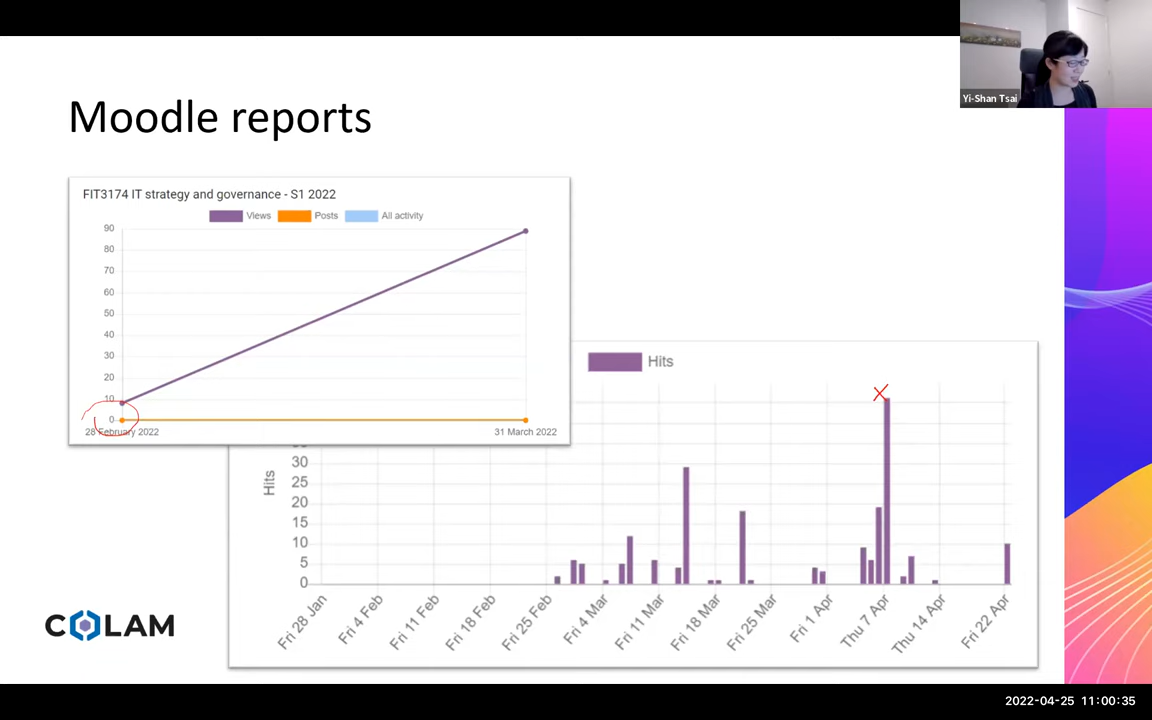 Yi-Shan Tsai
Moodle reports
FIT3174 IT strategy and governance - S1 2022
Views Posts All activity
90
80
70
60
50
40
30
20
10
0
28 February 2022 31 March 2022
Hits
Hits
30
25
20
15
10
5
0
Fri 28 Jan
Fri 4 Feb
Fri 11 Feb
Fri 18 Feb
Fri 25 Feb
Fri 4 Mar
Fri 11 Mar
Fri 18 Mar
Fri 25 Mar
Fri 1 Apr
Thu 7 Apr
Thu 14 Apr
Fri 22 Apr
COLAM
2022-04-25 11:00:35